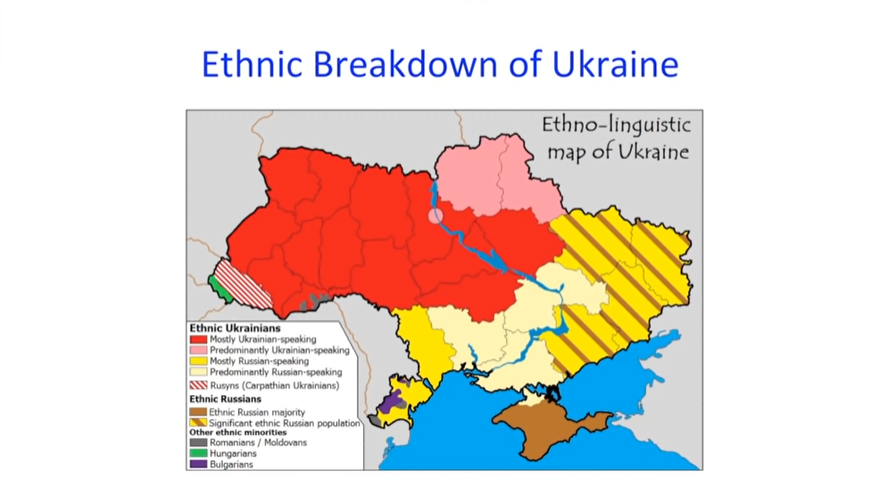 Ethnic Breakdown of Ukraine
Ethno-linguistic
map of Ukraine
Ethnic Ukrainians
Mostly Ukrainian-speaking
Predominantly Ukrainian-speaking
Mostly Russian-speaking
Predominantly Russian-speaking
Rusyns (Carpathian Ukrainians)
Ethnic Russians
Ethnic Russian majority
Significant ethnic Russian population
Other ethnic minorities
Romanians / Moldovans
Hungarians
Bulgarians